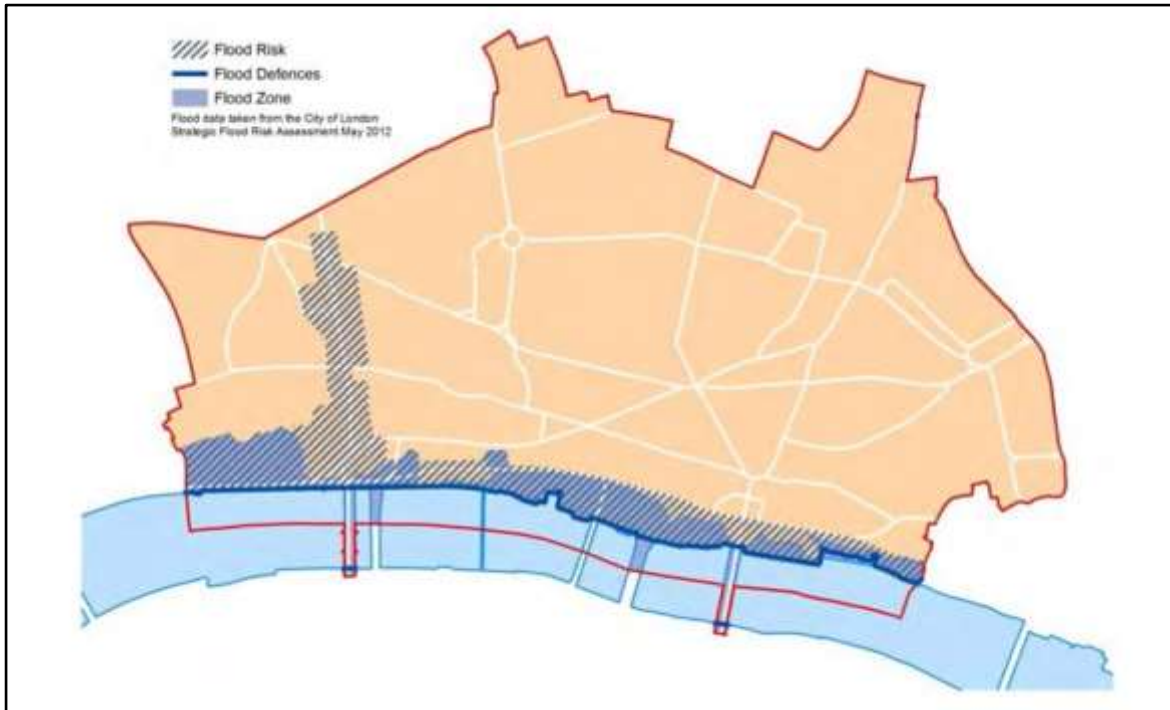 Flood Risk
Flood Defences
Flood Zone
Flood data taken from the City of London
Strategic Flood Risk Assessment May 2012